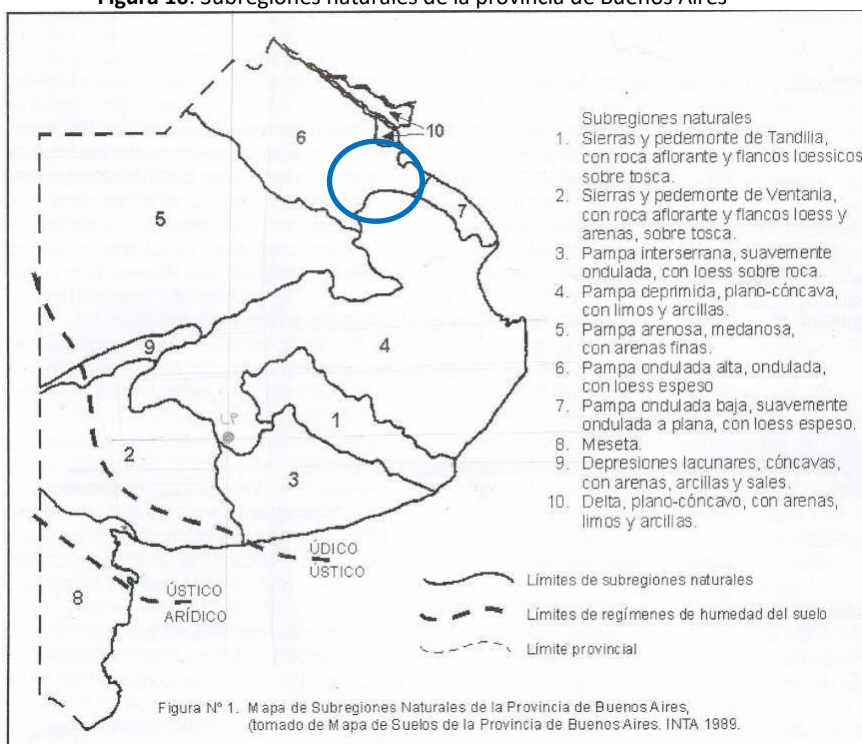 Figura 10: Subregiones naturales de la provincia de Buenos Aires
6
10
5
7
9
4
1
2
3
8
ÚDICO
ÚSTICO
ÚSTICO
ARÍDICO
Subregiones naturales
1. Sierras y pedemonte de Tandilia,
con roca aflorante y flancos loessicos
sobre tosca.
2. Sierras y pedemonte de Ventania,
con roca aflorante y flancos loess y
arenas, sobre tosca.
3. Pampa interserrana, suavemente
ondulada, con loess sobre roca.
4. Pampa deprimida, plano-cóncava,
con limos y arcillas.
5. Pampa arenosa, medanosa,
con arenas finas.
6. Pampa ondulada alta, ondulada,
con loess espeso
7. Pampa ondulada baja, suavemente
ondulada a plana, con loess espeso.
8. Meseta.
9. Depresiones lacunares, cóncavas,
con arenas, arcillas y sales.
10. Delta, plano-cóncavo, con arenas,
limos y arcillas.
Límites de subregiones naturales
Límites de regímenes de humedad del suelo
Límite provincial
Figura N° 1. Mapa de Subregiones Naturales de la Provincia de Buenos Aires,
(tomado de Mapa de Suelos de la Provincia de Buenos Aires. INTA 1989.